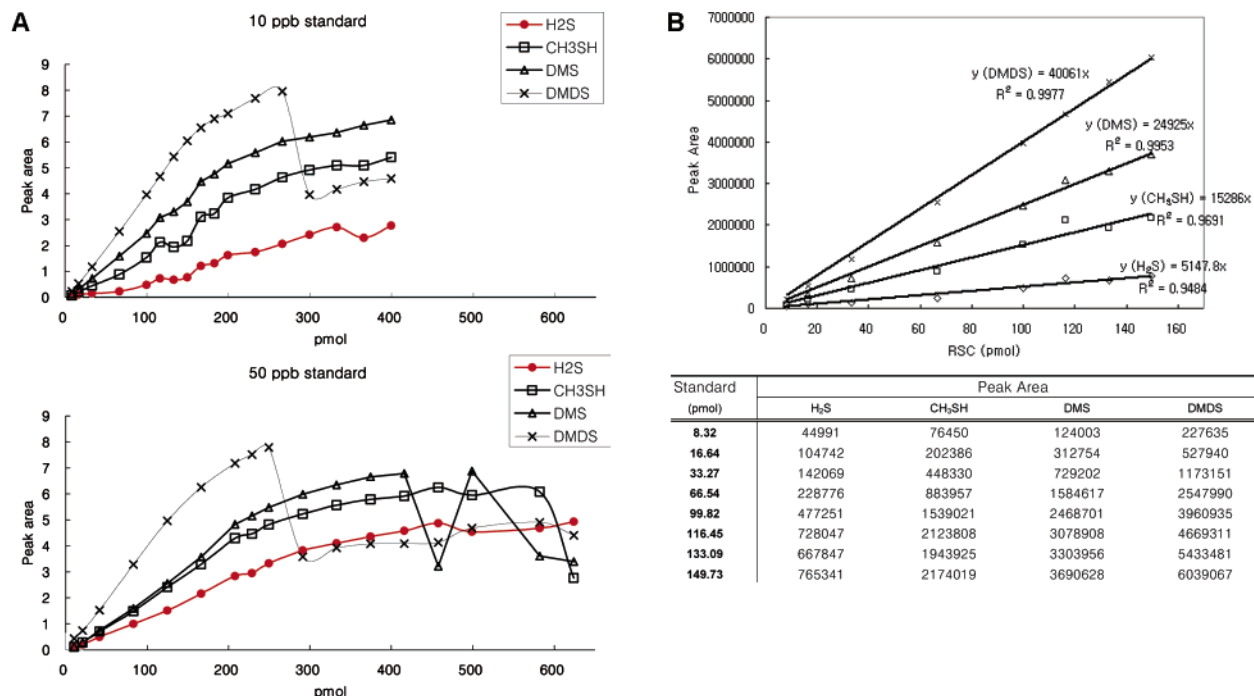 A
10 ppb standard
H2S
CH3SH
DMS
DMDS
Peak area
9
8
7
6
5
4
3
2
1
0
0 100 200 300 400 500 600
pmol
50 ppb standard
H2S
CH3SH
DMS
DMDS
Peak area
9
8
7
6
5
4
3
2
1
0
0 100 200 300 400 500 600
pmol
B
Peak Area
7000000
6000000
5000000
4000000
3000000
2000000
1000000
0
y (DMDS) = 40061x
R² = 0.9977
y (DMS) = 24925x
R² = 0.9953
y (CH₃SH) = 15286x
R² = 0.9691
y (H₂S) = 5147.8x
R² = 0.9484
0 20 40 60 80 100 120 140 160
RSC (pmol)
Standard Peak Area
(pmol) H₂S CH₃SH DMS DMDS
8.32 44991 76450 124003 227635
16.64 104742 202386 312754 527940
33.27 142069 448330 729202 1173151
66.54 228776 883957 1584617 2547990
99.82 477251 1539021 2468701 3960935
116.45 728047 2123808 3078908 4669311
133.09 667847 1943925 3303956 5433481
149.73 765341 2174019 3690628 6039067